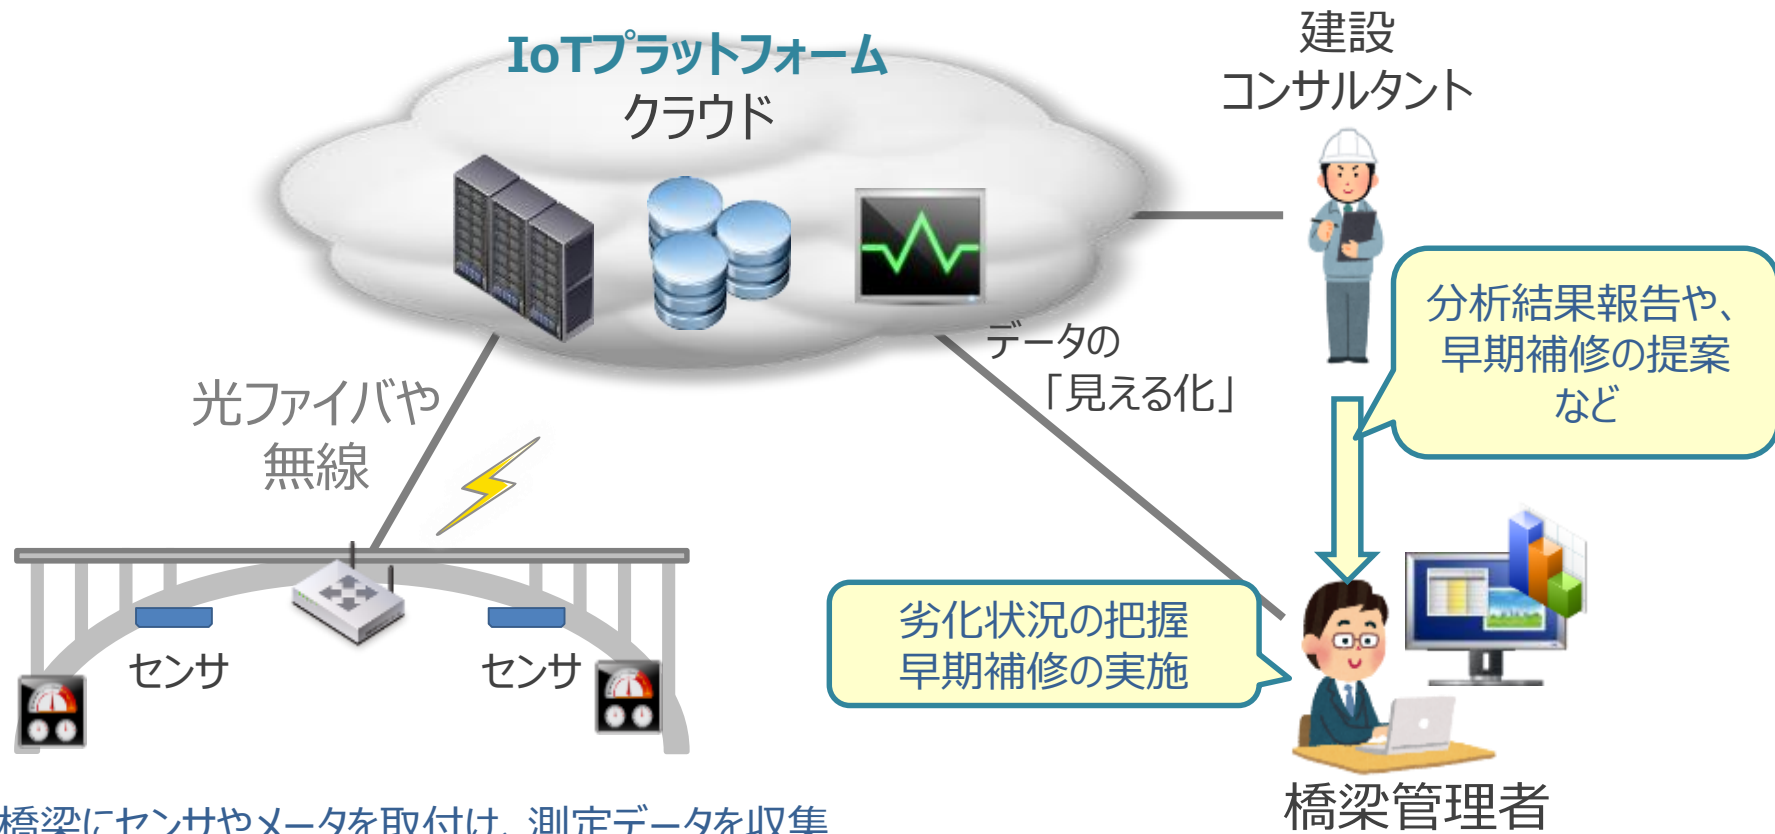 IoTプラットフォーム
クラウド
建設
コンサルタント
分析結果報告や、
早期補修の提案
など
データの
「見える化」
光ファイバや
無線
センサ
センサ
劣化状況の把握
早期補修の実施
橋梁管理者
橋梁にセンサやメータを取付け、測定データを収集